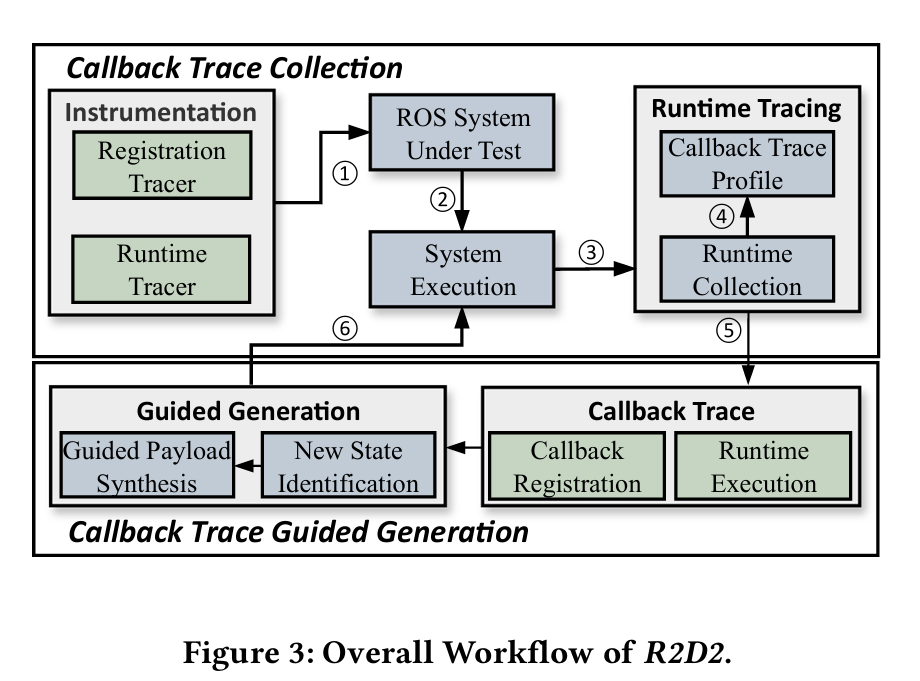 Callback Trace Collection
Instrumentation
Registration
Tracer
Runtime
Tracer
①
ROS System
Under Test
②
System
Execution
③
Runtime Tracing
Callback Trace
Profile
④
Runtime
Collection
⑤
⑥
Guided Generation
Guided Payload
Synthesis
New State
Identification
Callback Trace
Callback
Registration
Runtime
Execution
Callback Trace Guided Generation
Figure 3: Overall Workflow of R2D2.